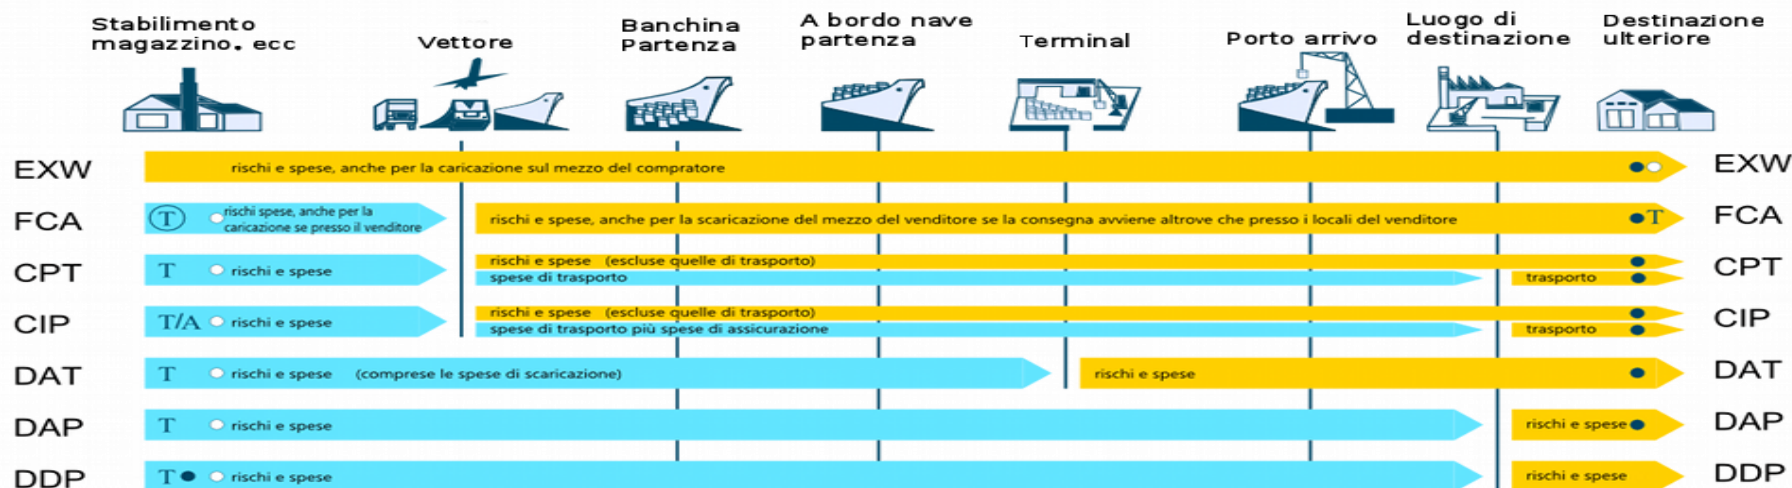 Stabilimento
magazzino. ecc
Vettore
Banchina
Partenza
A bordo nave
partenza
Terminal
Porto arrivo
Luogo di
destinazione
Destinazione
ulteriore
EXW
rischi e spese, anche per la caricazione sul mezzo del compratore
EXW
FCA
T
rischi spese, anche per la
caricazione se presso il venditore
rischi e spese, anche per la scaricazione del mezzo del venditore se la consegna avviene altrove che presso i locali del venditore
T
FCA
CPT
T
rischi e spese
rischi e spese (escluse quelle di trasporto)
spese di trasporto
trasporto
CPT
CIP
T/A
rischi e spese
rischi e spese (escluse quelle di trasporto)
spese di trasporto più spese di assicurazione
trasporto
CIP
DAT
T
rischi e spese (comprese le spese di scaricazione)
rischi e spese
DAT
DAP
T
rischi e spese
rischi e spese
DAP
DDP
T
rischi e spese
rischi e spese
DDP